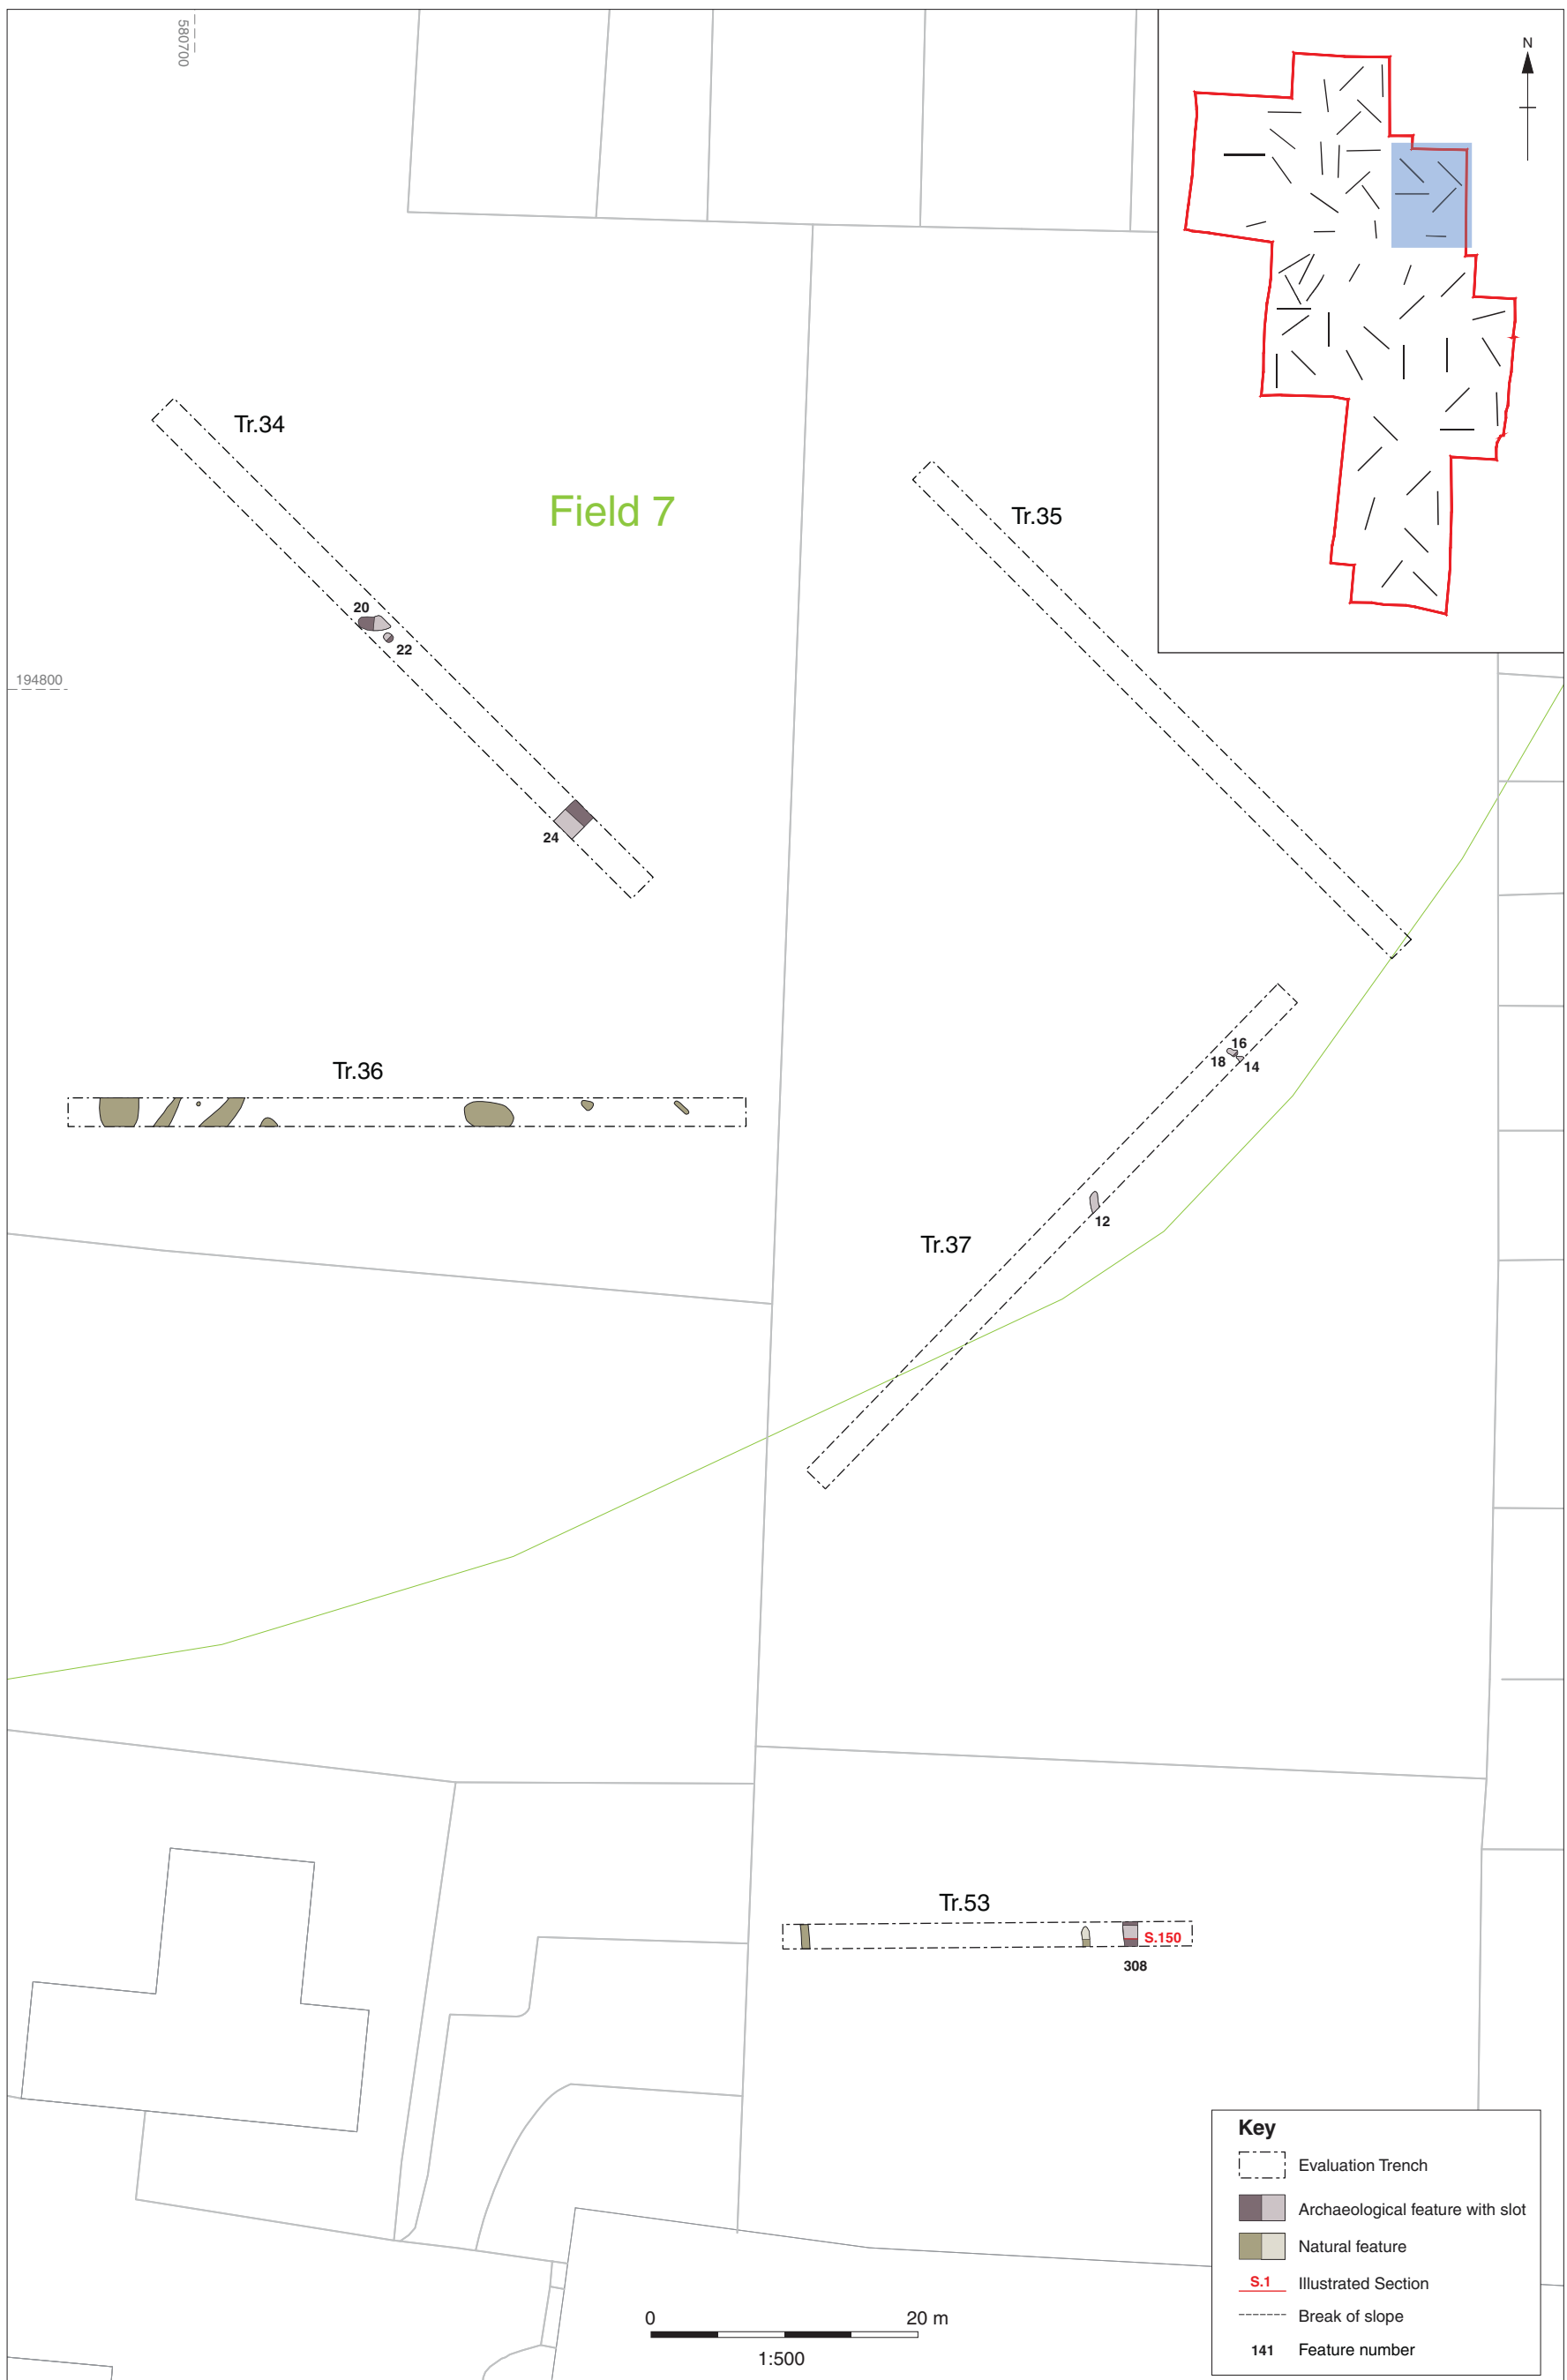 580700
N
Tr.34
Field 7
Tr.35
20
22
194800
24
16
18
14
Tr.36
12
Tr.37
Tr.53
S.150
308
Key
Evaluation Trench
Archaeological feature with slot
Natural feature
S.1 Illustrated Section
Break of slope
141 Feature number
0 20 m
1:500